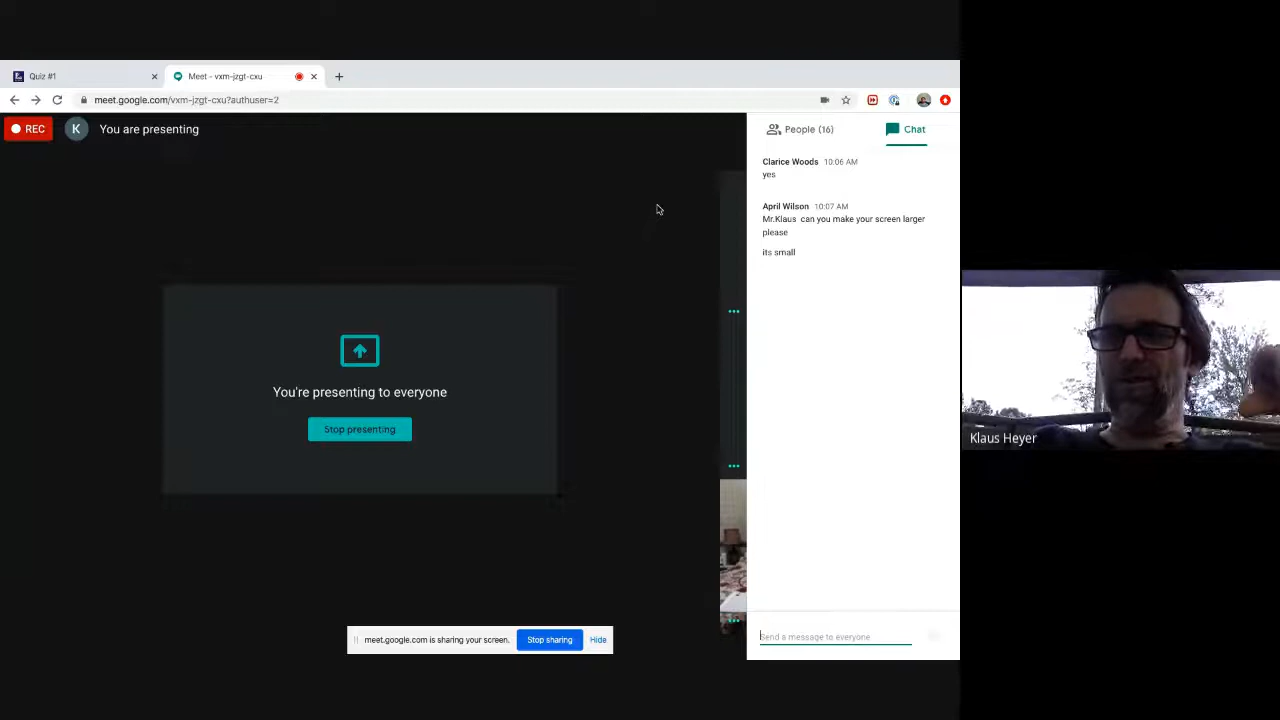 Quiz #1
Meet - vxm-jzgt-cxu
meet.google.com/vxm-jzgt-cxu?authuser=2
REC
K
You are presenting
People (16)
Chat
Clarice Woods 10:06 AM
yes
April Wilson 10:07 AM
Mr.Klaus can you make your screen larger
please
its small
You're presenting to everyone
Stop presenting
Klaus Heyer
meet.google.com is sharing your screen.
Stop sharing
Hide
Send a message to everyone